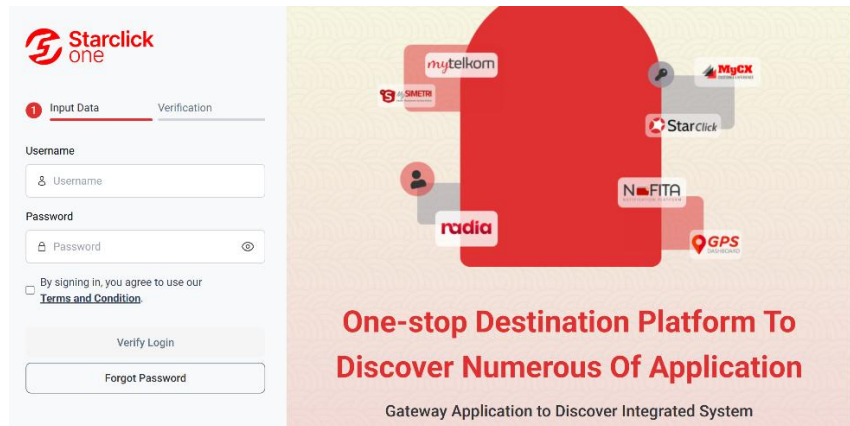 Starclick
one
1 Input Data Verification
Username
Username
Password
Password
By signing in, you agree to use our
Terms and Condition.
Verify Login
Forgot Password
mytelkom
MyCX
SIMETRI
StarClick
NFITA
radia
GPS
DASHBOARD
One-stop Destination Platform To
Discover Numerous Of Application
Gateway Application to Discover Integrated System